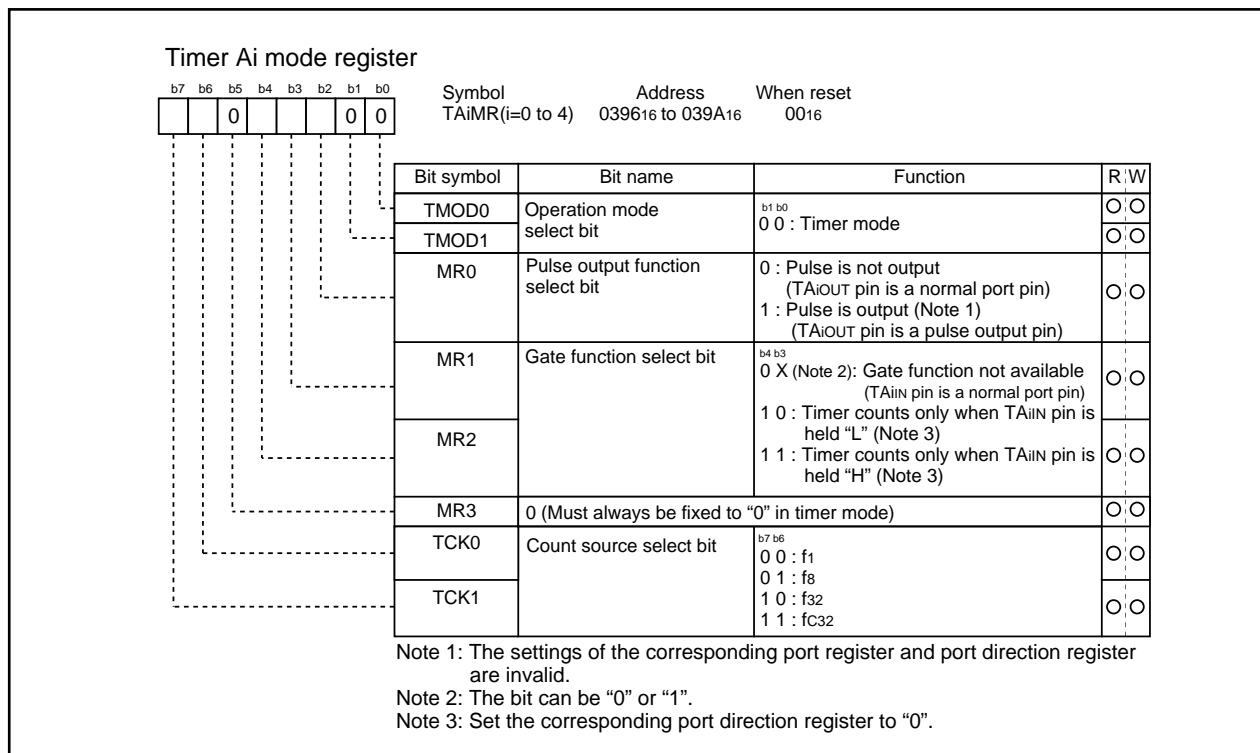 Timer Ai mode register
b7 b6 b5 b4 b3 b2 b1 b0
0 0 0
Symbol Address When reset
TAiMR(i=0 to 4) 039616 to 039A16 0016
Bit symbol Bit name Function R W
TMOD0 Operation mode select bit b1 b0
0 0 : Timer mode
TMOD1
MR0 Pulse output function select bit 0 : Pulse is not output
(TAiOUT pin is a normal port pin)
1 : Pulse is output (Note 1)
(TAiOUT pin is a pulse output pin)
MR1 Gate function select bit b4 b3
0 X (Note 2): Gate function not available
(TAiIN pin is a normal port pin)
1 0 : Timer counts only when TAiIN pin is
held “L” (Note 3)
MR2 1 1 : Timer counts only when TAiIN pin is
held “H” (Note 3)
MR3 0 (Must always be fixed to “0” in timer mode)
TCK0 Count source select bit b7 b6
0 0 : f1
0 1 : f8
TCK1 1 0 : f32
1 1 : fC32
Note 1: The settings of the corresponding port register and port direction register
are invalid.
Note 2: The bit can be “0” or “1”.
Note 3: Set the corresponding port direction register to “0”.